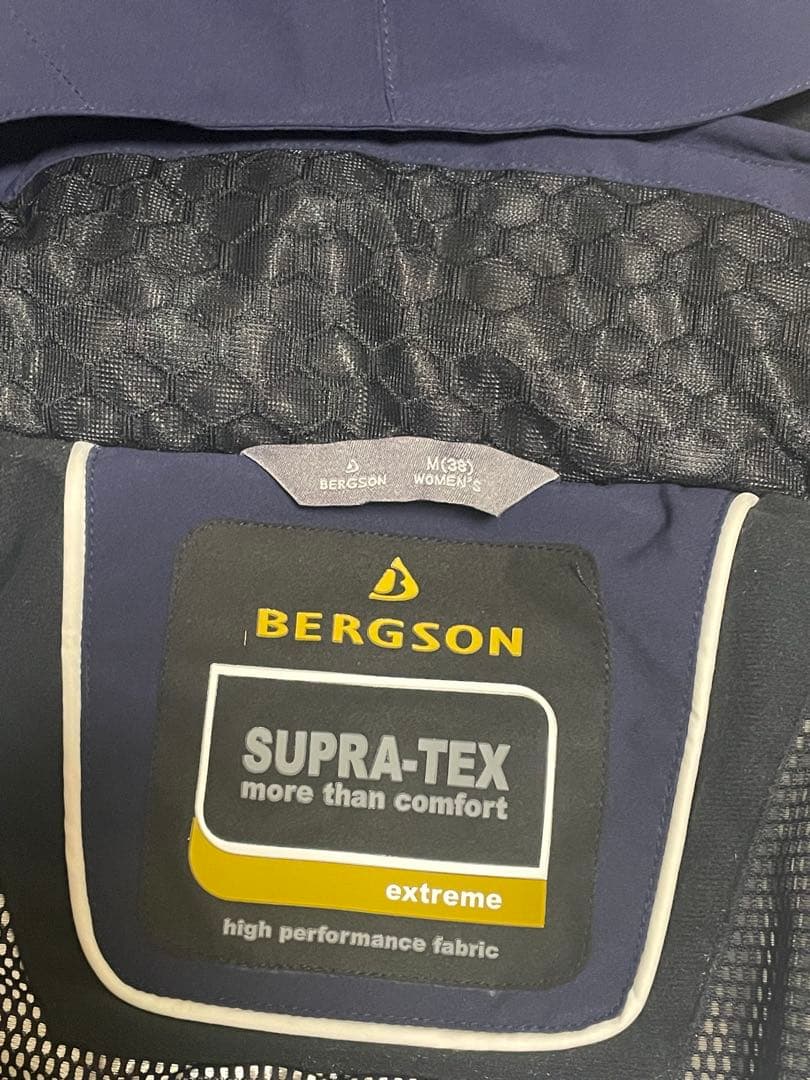 BERGSON
M(38)
WOMEN'S
BERGSON
SUPRA-TEX
more than comfort
extreme
high performance fabric